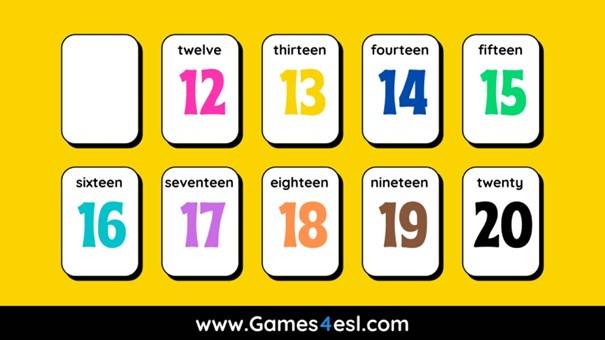 twelve thirteen fourteen fifteen
12 13 14 15
sixteen seventeen eighteen nineteen twenty
16 17 18 19 20
www.Games4esl.com